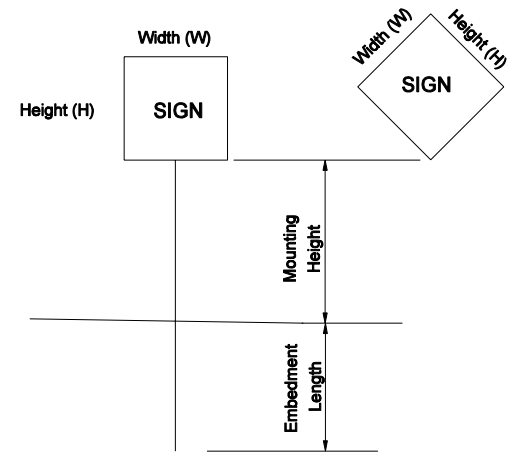 Width (W)
Height (H)
SIGN
Width (W)
Height (H)
SIGN
Mounting
Height
Embedment
Length